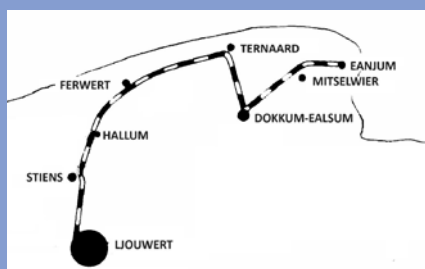 TERNAARD
EANJUM
MITSELWIER
FERWERT
DOKKUM-EALSUM
HALLUM
STIENS
LJOUWERT